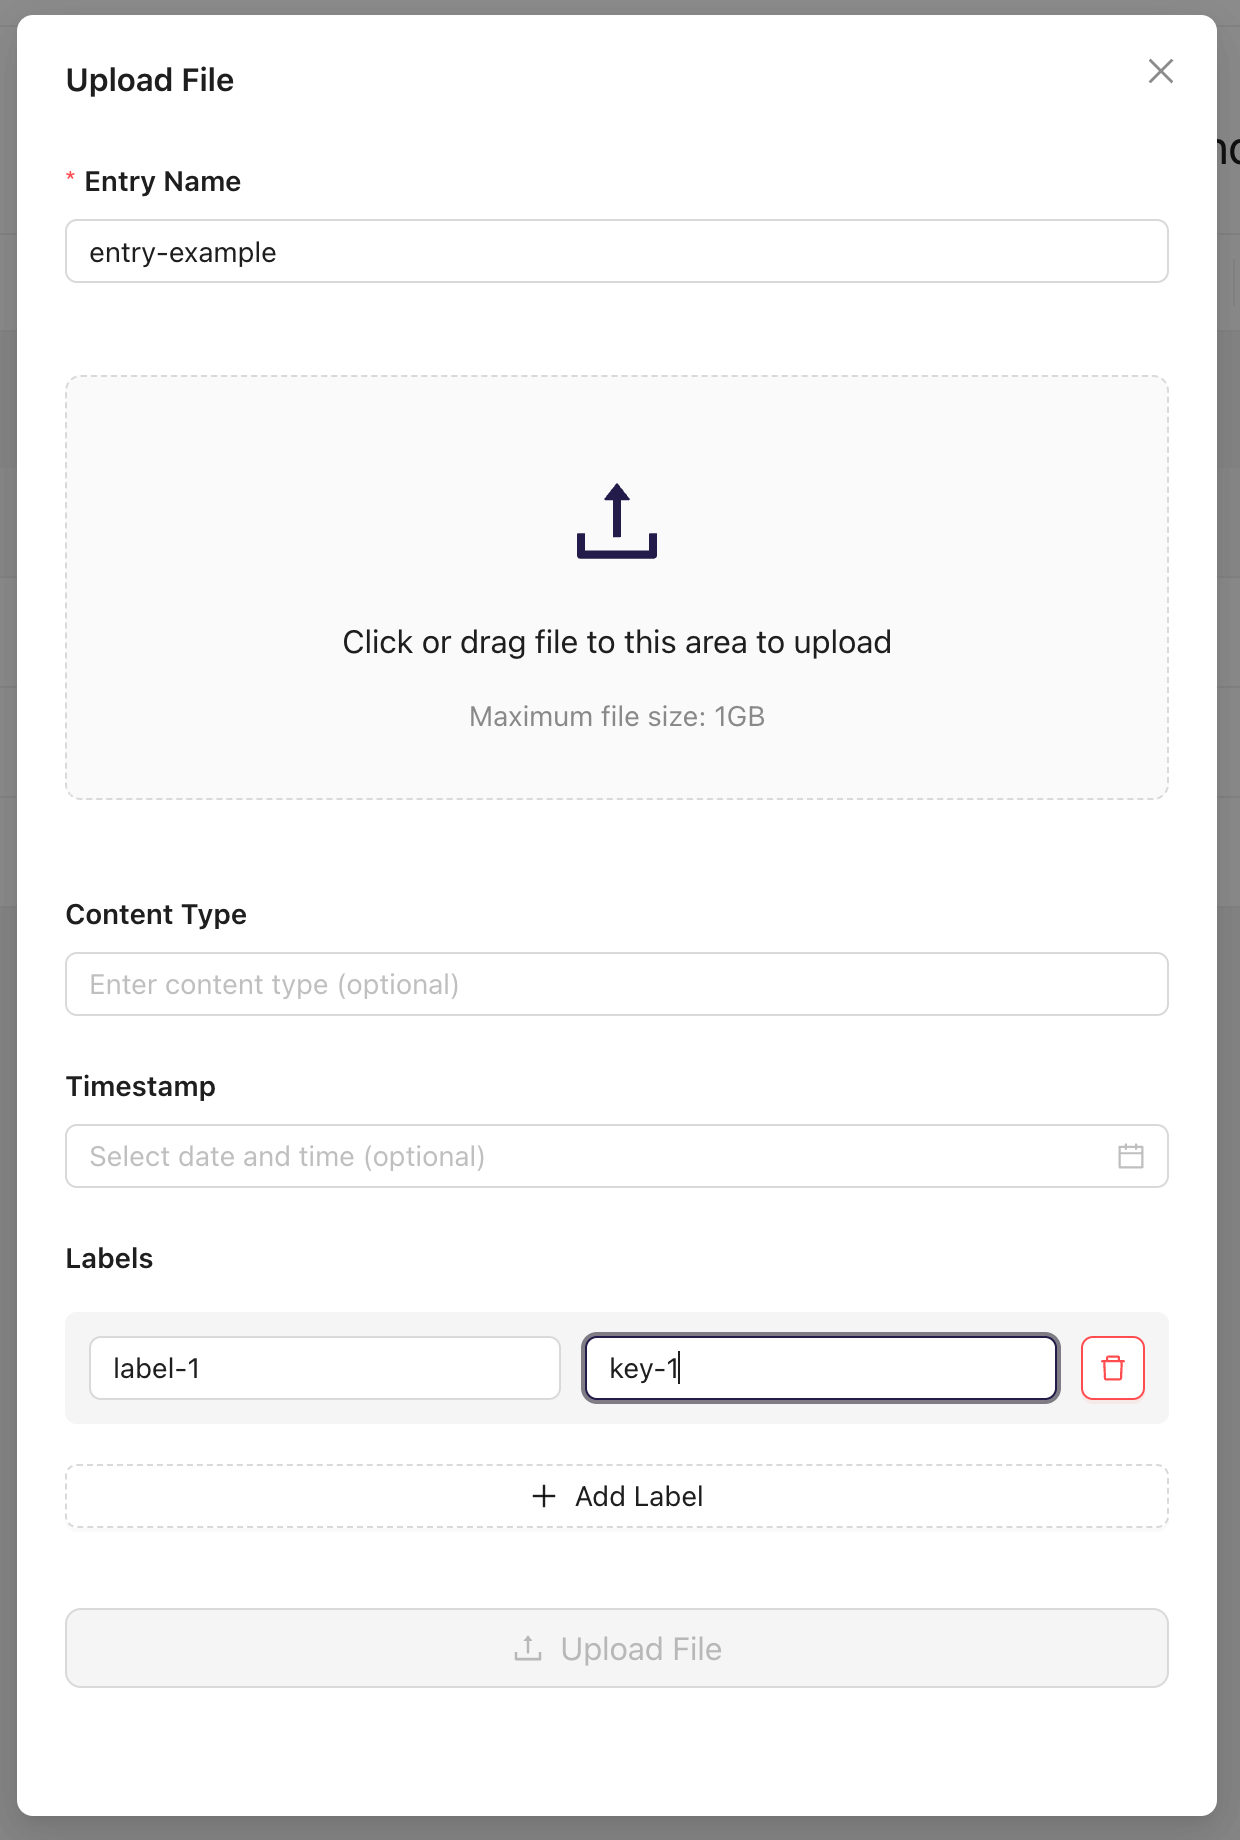 Upload File
* Entry Name
entry-example
Click or drag file to this area to upload
Maximum file size: 1GB
Content Type
Enter content type (optional)
Timestamp
Select date and time (optional)
Labels
label-1 key-1
Add Label
Upload File